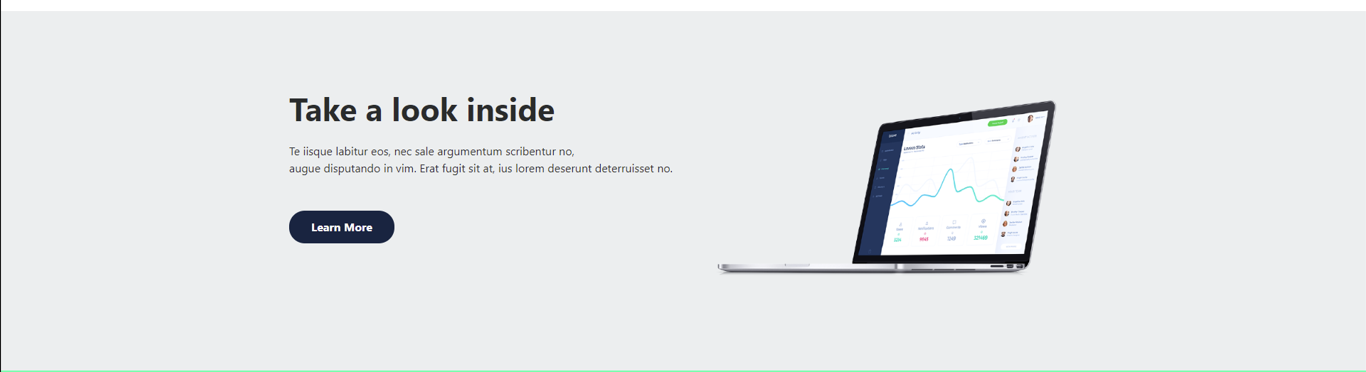 Take a look inside
Te iisque labitur eos, nec sale argumentum scribentur no,
augue disputando in vim. Erat fugit sit at, ius lorem deserunt deterruisset no.
Learn More